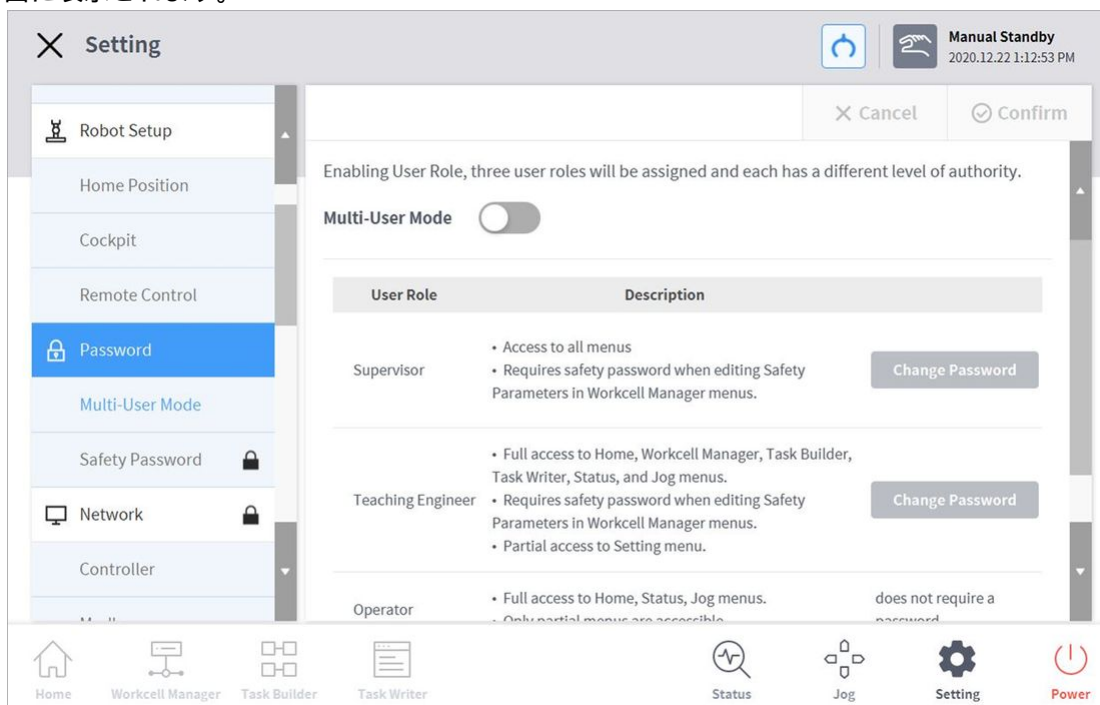 Setting
Manual Standby
2020.12.22 1:12:53 PM
Robot Setup
Home Position
Cockpit
Remote Control
Password
Multi-User Mode
Safety Password
Network
Controller
Cancel
Confirm
Enabling User Role, three user roles will be assigned and each has a different level of authority.
Multi-User Mode
User Role Description
Supervisor
• Access to all menus
• Requires safety password when editing Safety
Parameters in Workcell Manager menus.
Change Password
Teaching Engineer
• Full access to Home, Workcell Manager, Task Builder,
Task Writer, Status, and Jog menus.
• Requires safety password when editing Safety
Parameters in Workcell Manager menus.
• Partial access to Setting menu.
Change Password
Operator
• Full access to Home, Status, Jog menus.
• Only partial menus are accessible
does not require a
password
Home
Workcell Manager
Task Builder
Task Writer
Status
Jog
Setting
Power